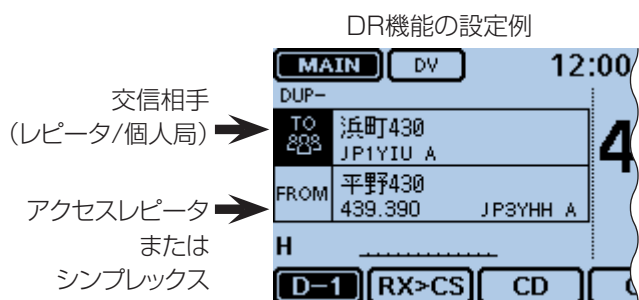 DR機能の設定例
MAIN DV 12:00
DUP-
交信相手
(レピータ/個人局)
TO 浜町430
JP1YIU A
4
アクセスレピータ
または
シンプレックス
FROM 平野430
439.390 JP3YHH A
H
D-1 RX>CS CD